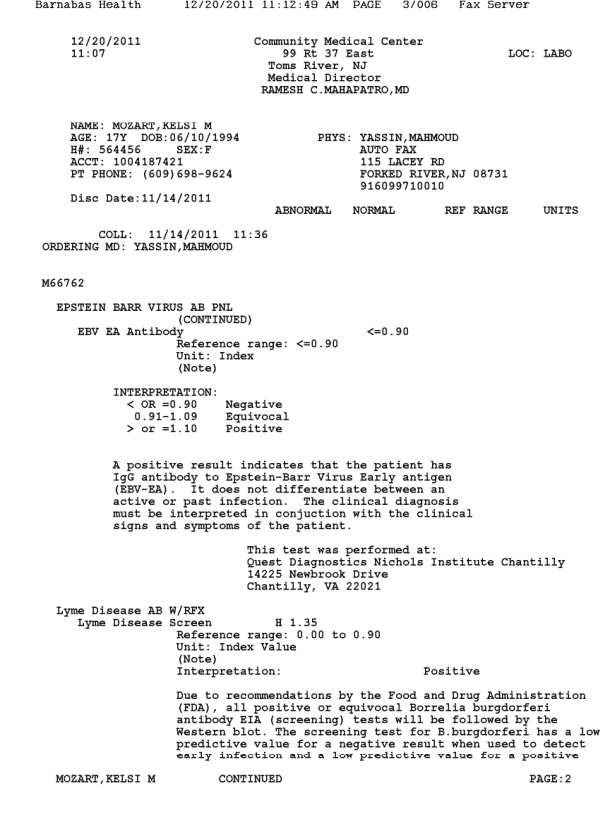 Barnabas Health 12/20/2011 11:12:49 AM PAGE 3/006 Fax Server
12/20/2011 Community Medical Center
11:07 99 Rt 37 East LOC: LABO
Toms River, NJ
Medical Director
RAMESH C.MAHAPATRO,MD
NAME: MOZART,KELSI M
AGE: 17Y DOB:06/10/1994 PHYS: YASSIN,MAHMOUD
H#: 564456 SEX:F AUTO FAX
ACCT: 1004187421 115 LACEY RD
PT PHONE: (609)698-9624 FORKED RIVER,NJ 08731
916099710010
Disc Date:11/14/2011
ABNORMAL NORMAL REF RANGE UNITS
COLL: 11/14/2011 11:36
ORDERING MD: YASSIN,MAHMOUD
M66762
EPSTEIN BARR VIRUS AB PNL
(CONTINUED)
EBV EA Antibody <=0.90
Reference range: <=0.90
Unit: Index
(Note)
INTERPRETATION:
< OR =0.90 Negative
0.91-1.09 Equivocal
> or =1.10 Positive
A positive result indicates that the patient has
IgG antibody to Epstein-Barr Virus Early antigen
(EBV-EA). It does not differentiate between an
active or past infection. The clinical diagnosis
must be interpreted in conjuction with the clinical
signs and symptoms of the patient.
This test was performed at:
Quest Diagnostics Nichols Institute Chantilly
14225 Newbrook Drive
Chantilly, VA 22021
Lyme Disease AB W/RFX
Lyme Disease Screen H 1.35
Reference range: 0.00 to 0.90
Unit: Index Value
(Note)
Interpretation: Positive
Due to recommendations by the Food and Drug Administration
(FDA), all positive or equivocal Borrelia burgdorferi
antibody EIA (screening) tests will be followed by the
Western blot. The screening test for B.burgdorferi has a low
predictive value for a negative result when used to detect
early infection and a low predictive value for a positive
MOZART,KELSI M CONTINUED PAGE:2